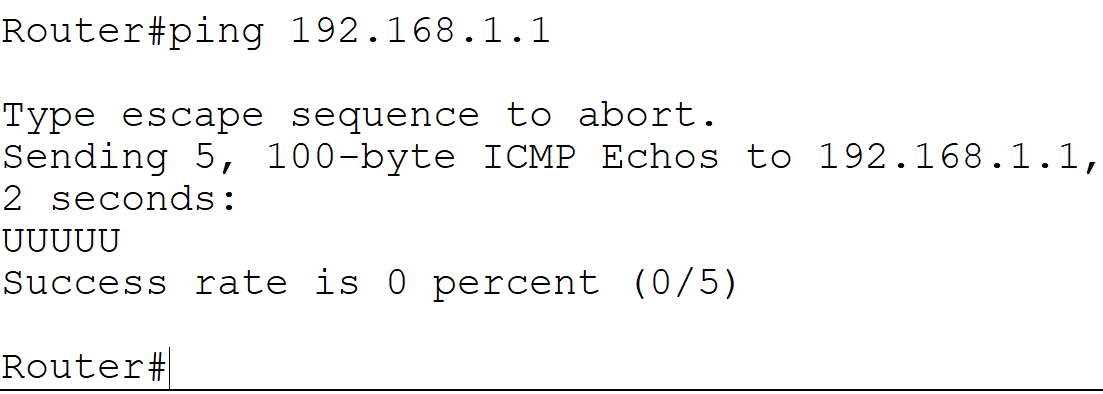 Router#ping 192.168.1.1
Type escape sequence to abort.
Sending 5, 100-byte ICMP Echos to 192.168.1.1,
2 seconds:
UUUUU
Success rate is 0 percent (0/5)
Router#